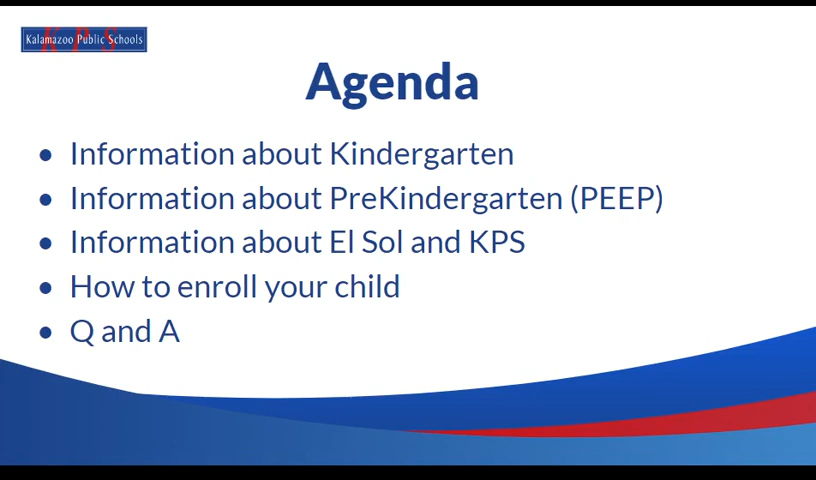 Kalamazoo Public Schools
Agenda
• Information about Kindergarten
• Information about PreKindergarten (PEEP)
• Information about El Sol and KPS
• How to enroll your child
• Q and A